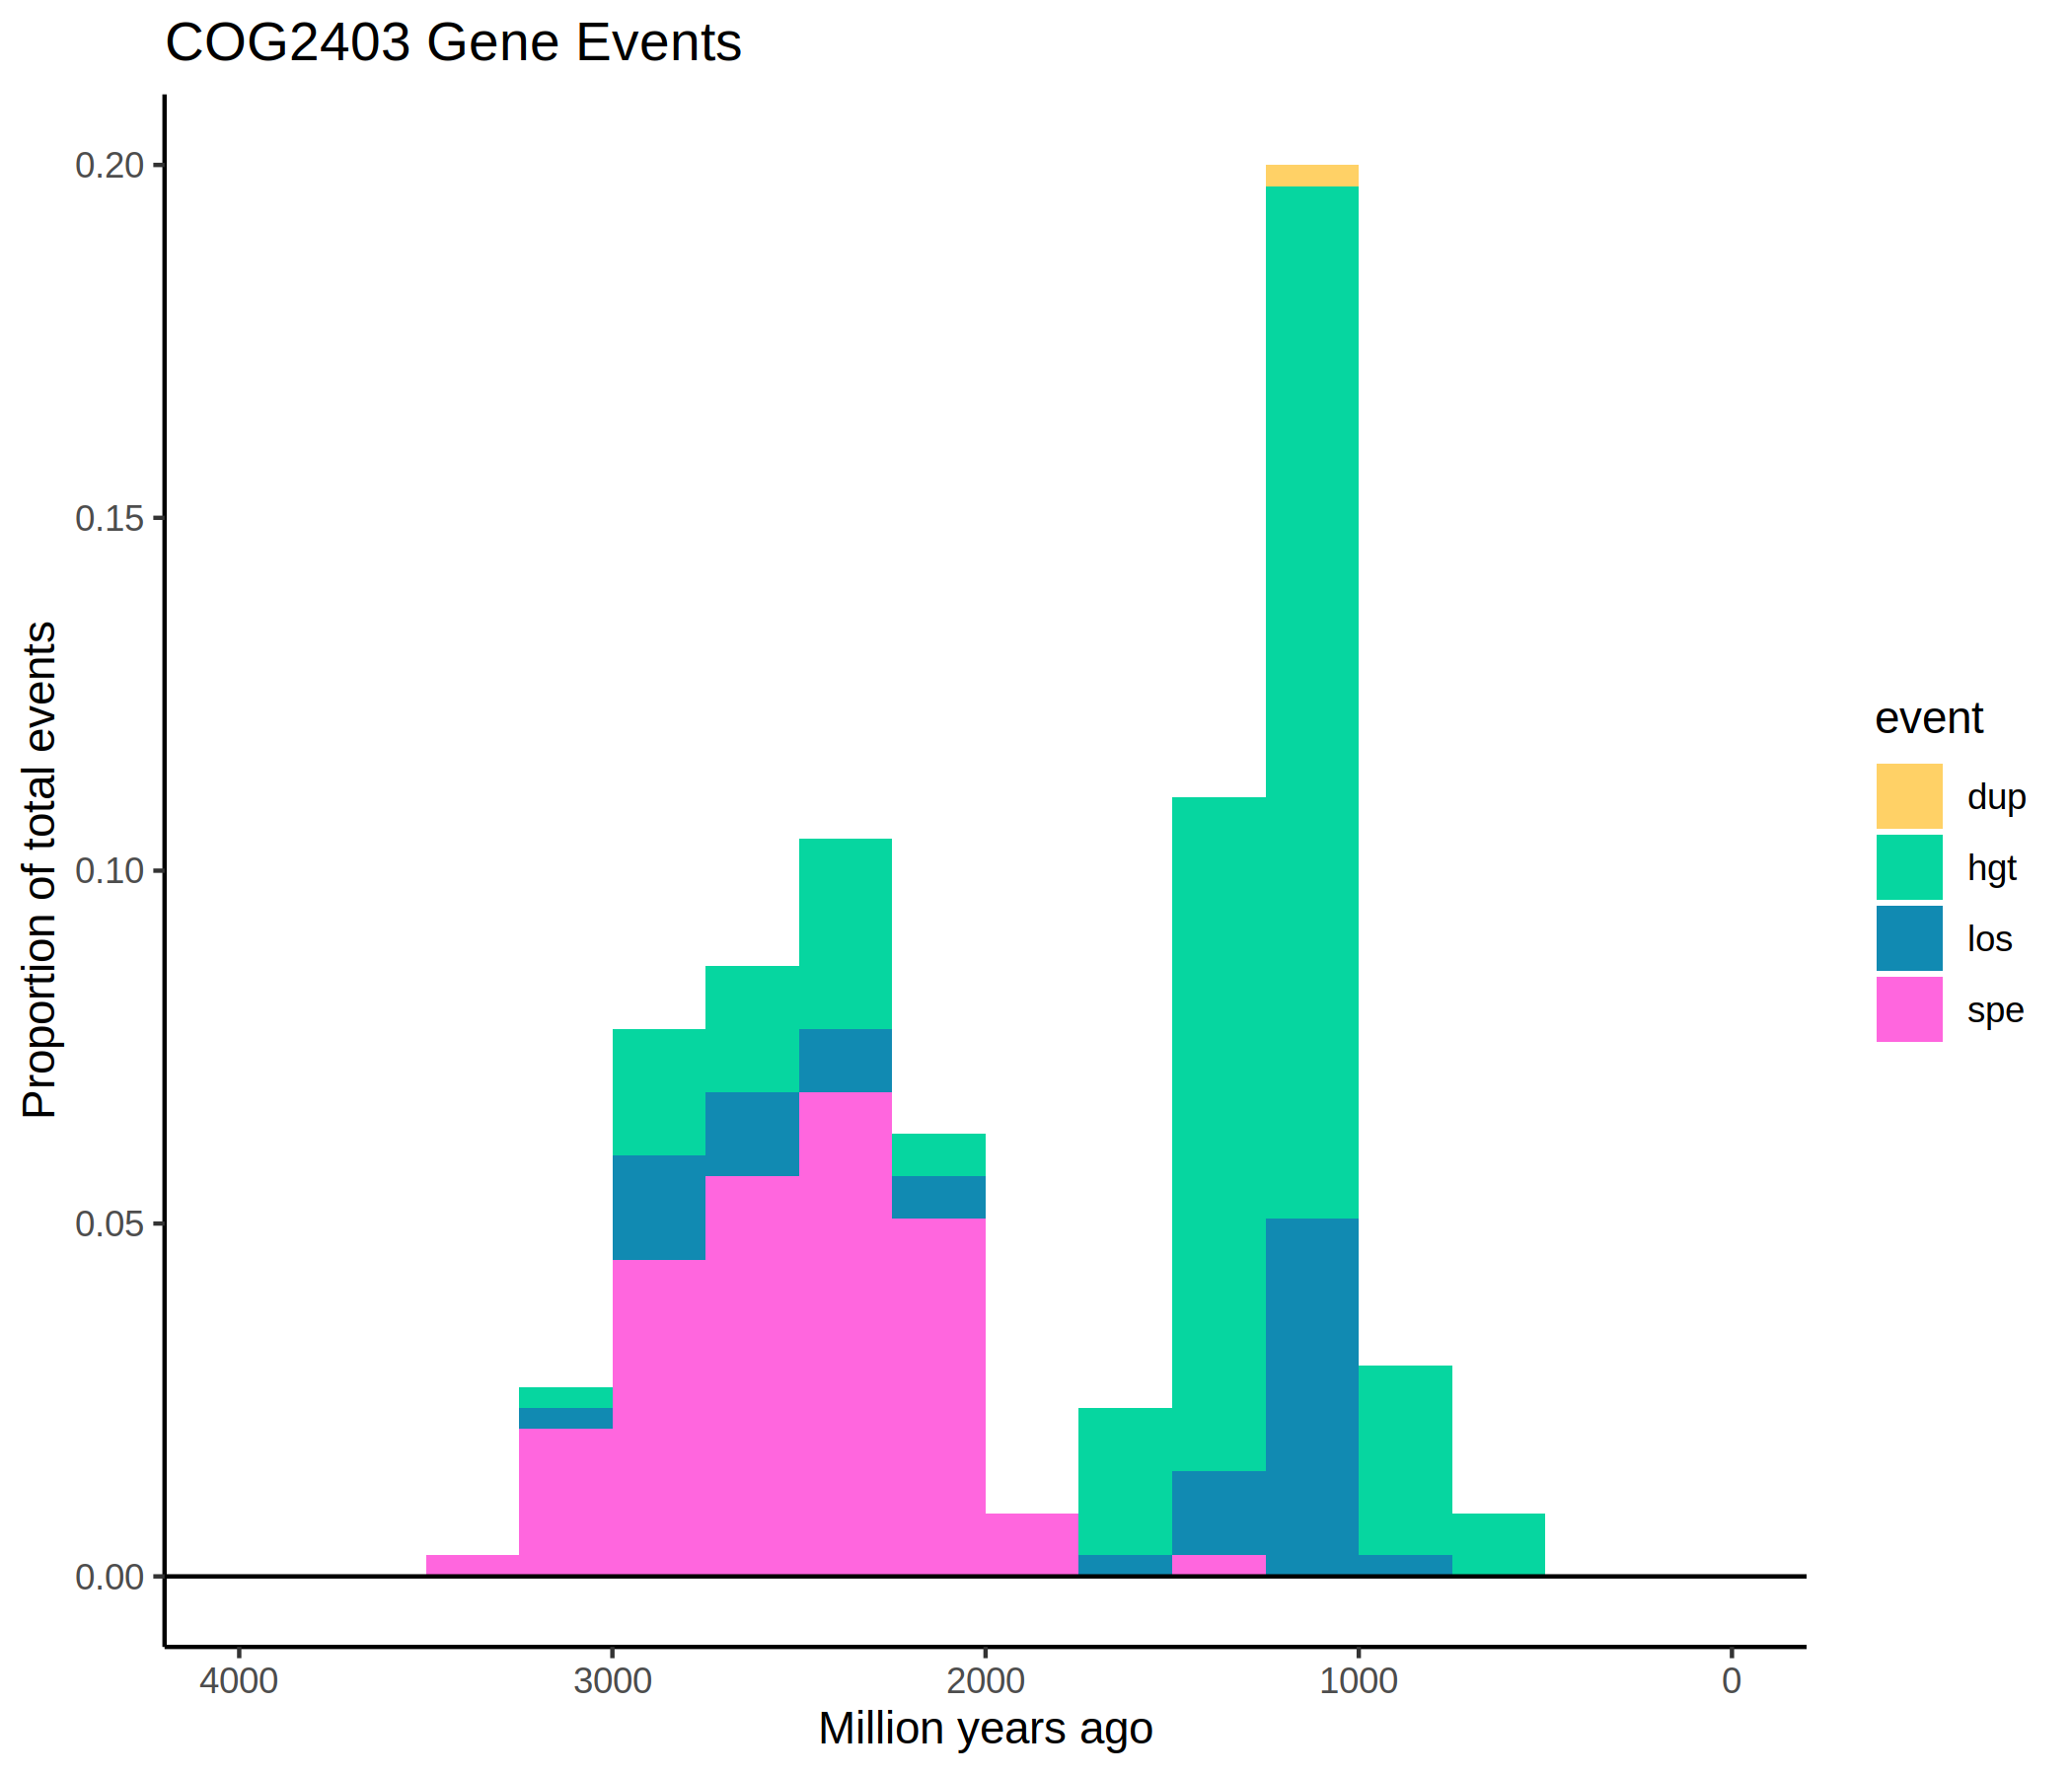 COG2403 Gene Events
Proportion of total events
0.20
0.15
0.10
0.05
0.00
4000 3000 2000 1000 0
Million years ago
event
dup
hgt
los
spe